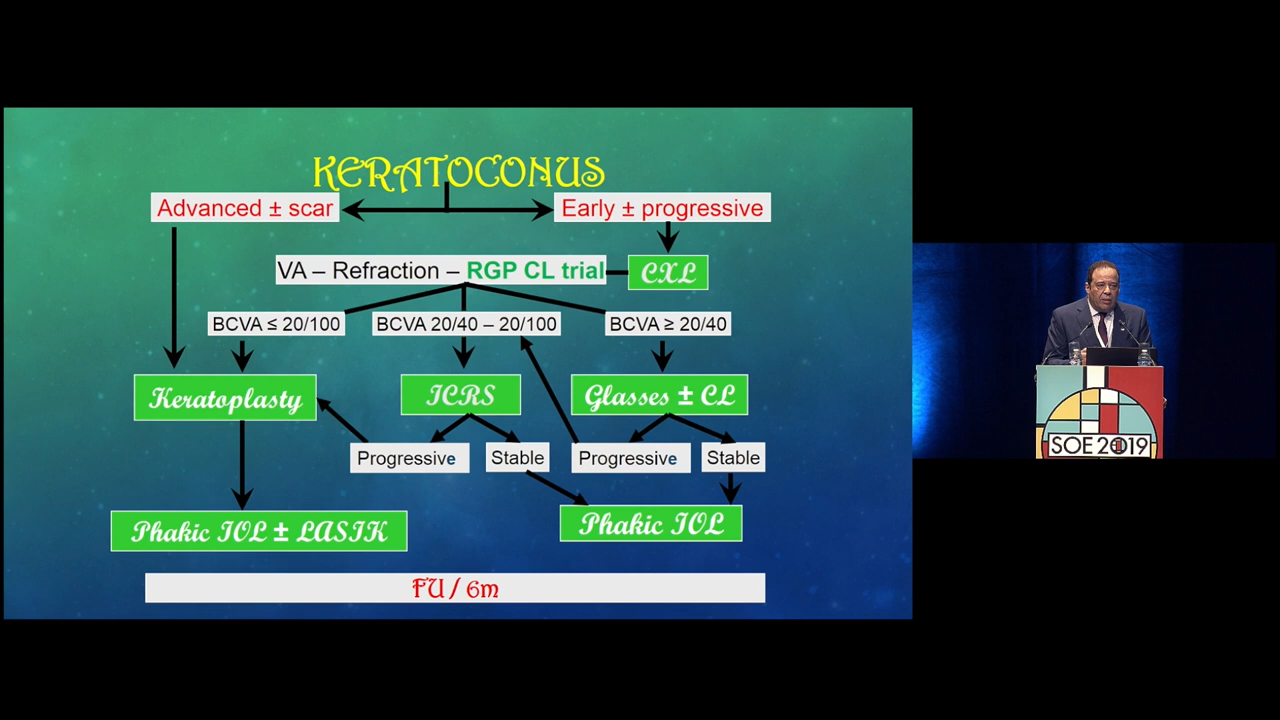 KERATOCONUS
Advanced ± scar
Early ± progressive
VA – Refraction – RGP CL trial
CXL
BCVA ≤ 20/100
BCVA 20/40 – 20/100
BCVA ≥ 20/40
Keratoplasty
ICRS
Glasses ± CL
Progressive
Stable
Progressive
Stable
Phakic IOL ± LASIK
Phakic IOL
FU / 6m
SOE 2019